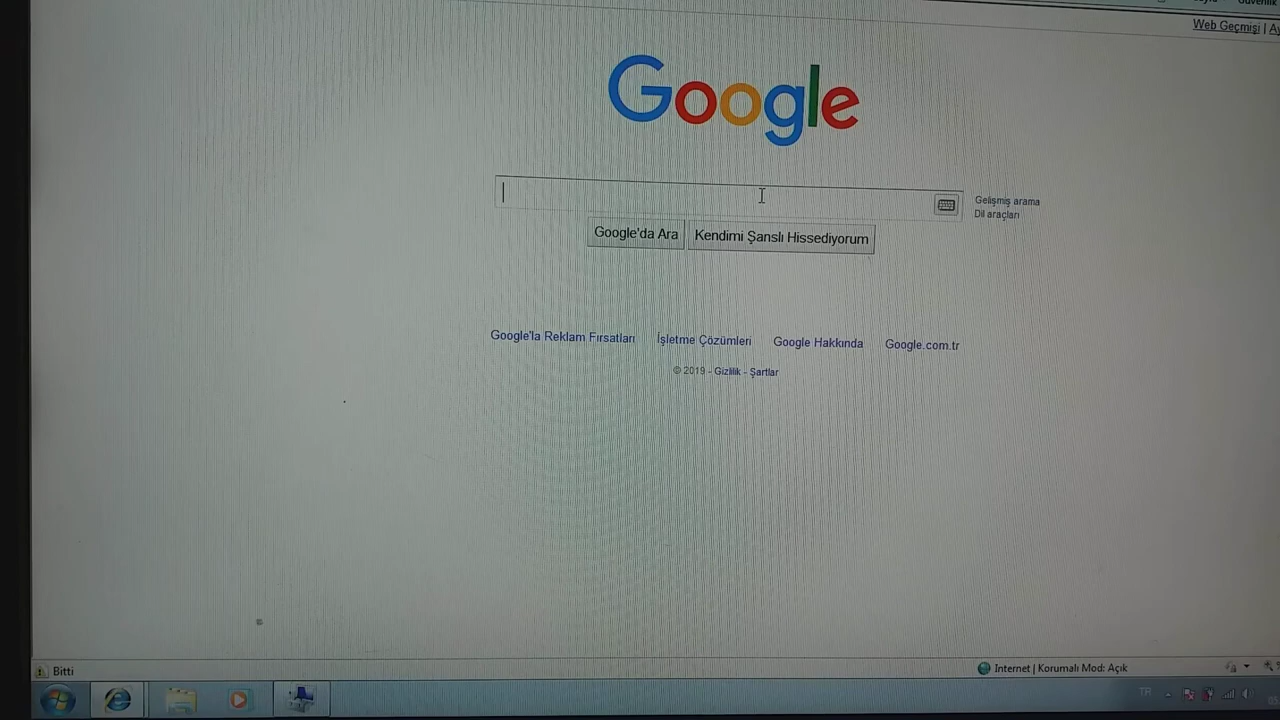 Web Geçmişi |
Google
Gelişmiş arama
Dil araçları
Google'da Ara
Kendimi Şanslı Hissediyorum
Google'la Reklam Fırsatları
İşletme Çözümleri
Google Hakkında
Google.com.tr
© 2019 - Gizlilik - Şartlar
Bitti
Internet | Korumalı Mod: Açık
TR